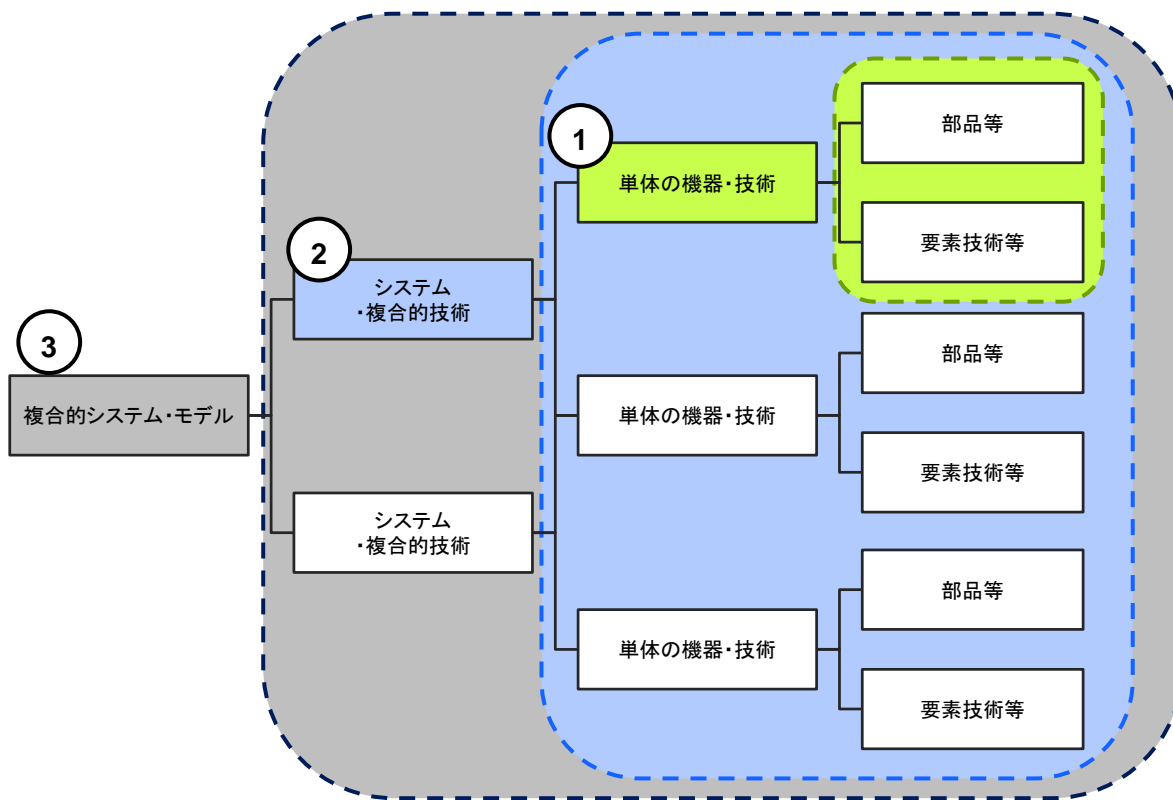 部品等
1
単体の機器・技術
要素技術等
2
システム
・複合的技術
部品等
3
複合的システム・モデル
単体の機器・技術
要素技術等
システム
・複合的技術
部品等
単体の機器・技術
要素技術等